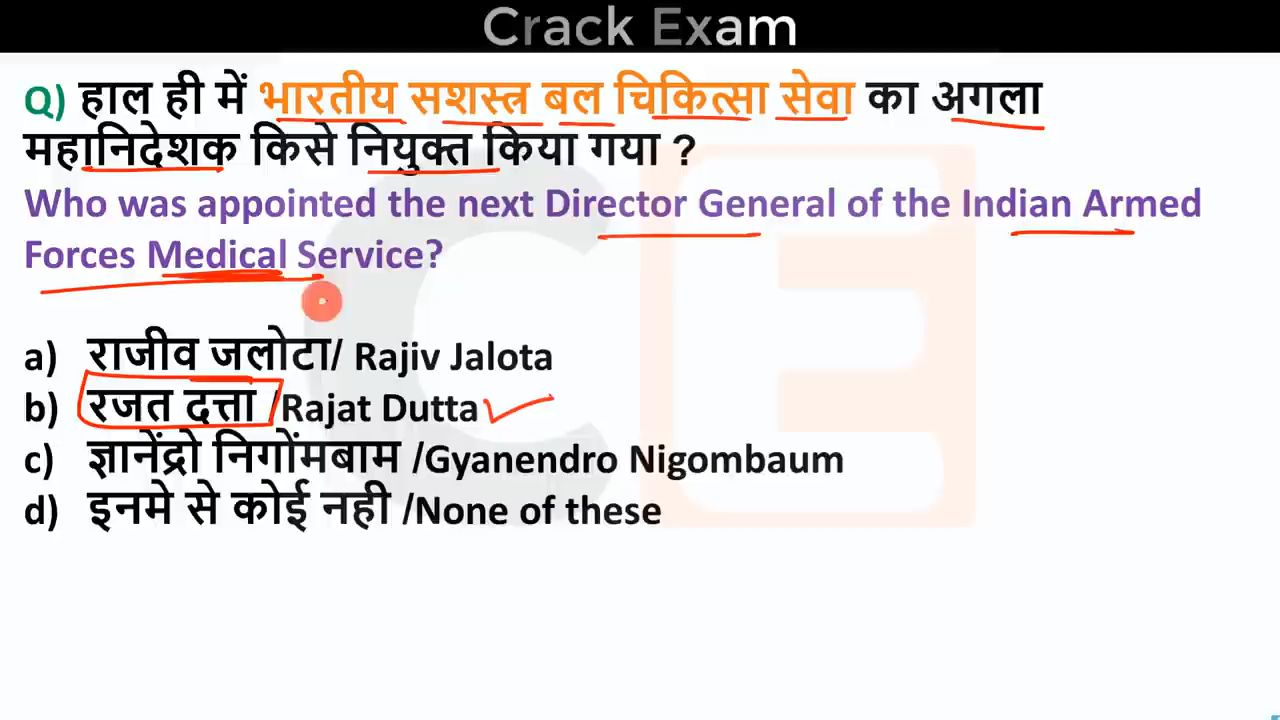 Crack Exam
Q) हाल ही में भारतीय सशस्त्र बल चिकित्सा सेवा का अगला
महानिदेशक किसे नियुक्त किया गया ?
Who was appointed the next Director General of the Indian Armed
Forces Medical Service?
a) राजीव जलोटा/ Rajiv Jalota
b) रजत दत्ता /Rajat Dutta
c) ज्ञानेंद्रो निगोंमबाम /Gyanendro Nigombaum
d) इनमे से कोई नही /None of these
CE